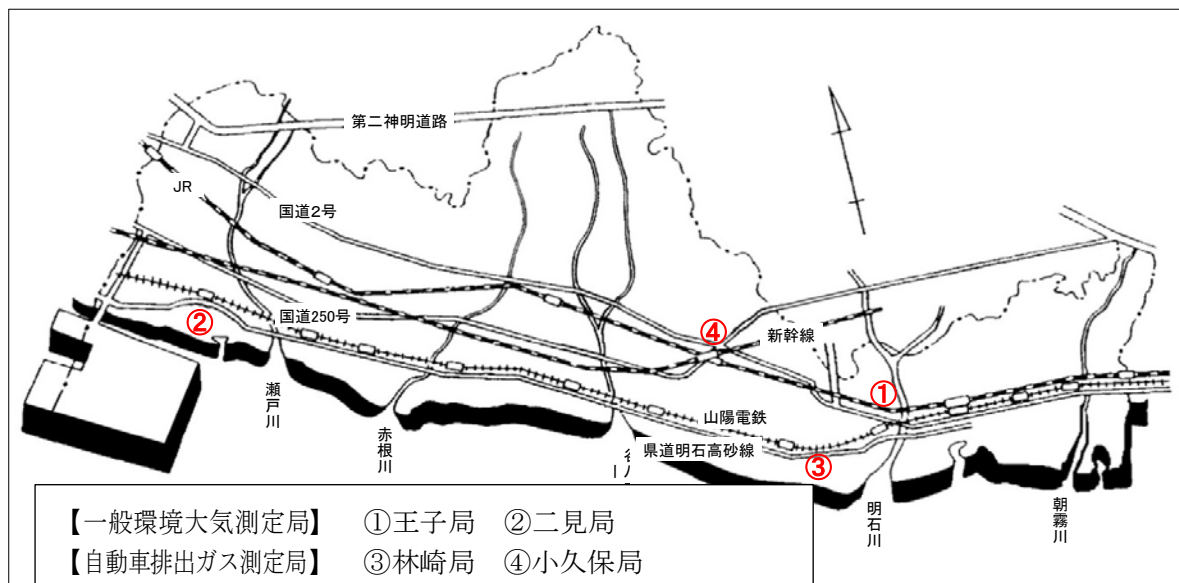 第二神明道路
JR
国道2号
④
新幹線
国道250号
②
①
瀬戸川
山陽電鉄
赤根川
県道明石高砂線
③
明石川
朝霧川
【一般環境大気測定局】 ①王子局 ②二見局
【自動車排出ガス測定局】 ③林崎局 ④小久保局